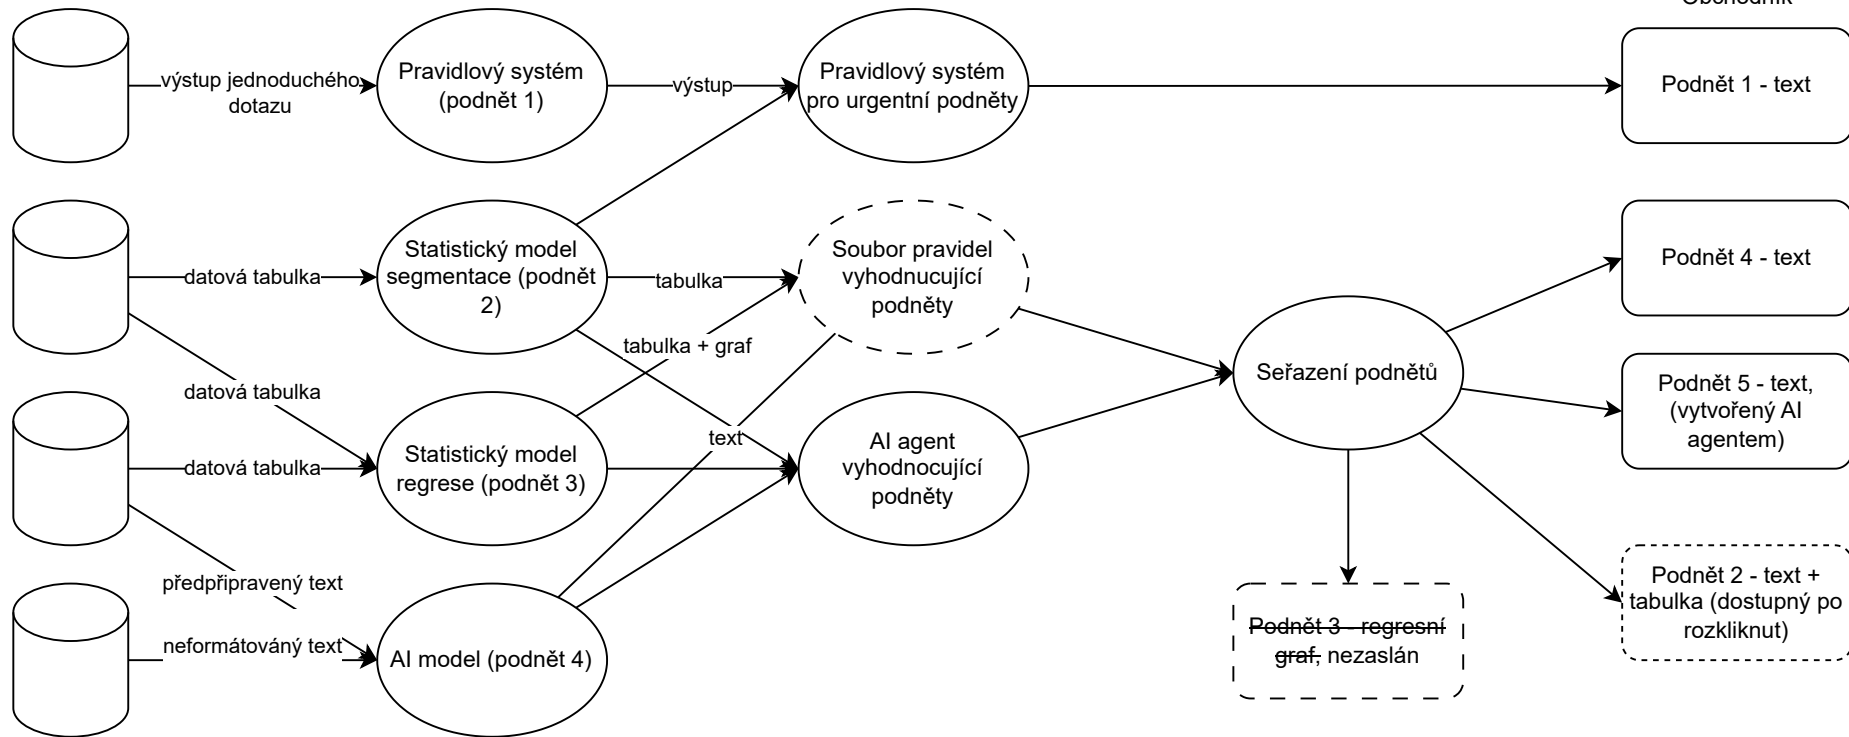 Obchodník
výstup jednoduchého
dotazu
Pravidlový systém
(podnět 1)
výstup
Pravidlový systém
pro urgentní podněty
Podnět 1 - text
datová tabulka
Statistický model
segmentace (podnět
2)
tabulka
Soubor pravidel
vyhodnucující
podněty
Podnět 4 - text
tabulka + graf
datová tabulka
Seřazení podnětů
Podnět 5 - text,
(vytvořený AI
agentem)
datová tabulka
Statistický model
regrese (podnět 3)
text
AI agent
vyhodnocující
podněty
předpřipravený text
neformátováný text
AI model (podnět 4)
Podnět 3 - regresní
graf, nezaslán
Podnět 2 - text +
tabulka (dostupný po
rozkliknut)